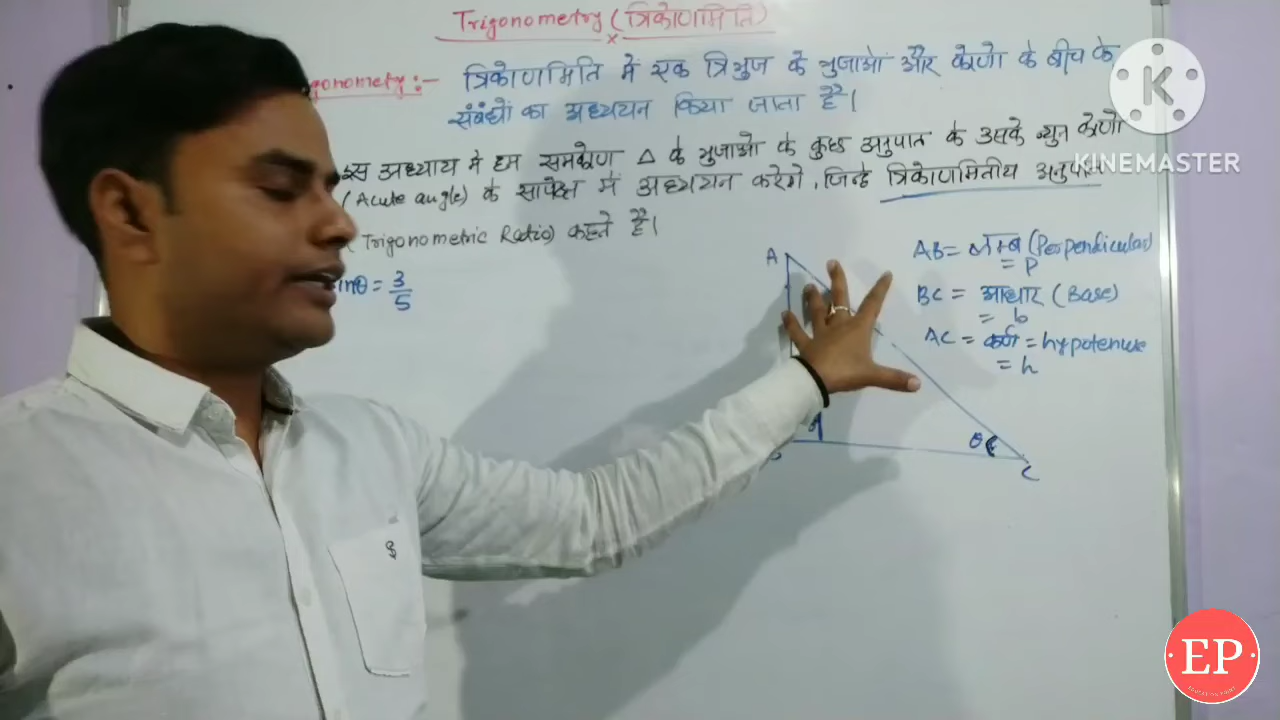 Trigonometry (त्रिकोणमिति)
gonometry:- त्रिकोणमिति में एक त्रिभुज के भुजाओं और कोणों के बीच के
संबंधों का अध्ययन किया जाता है।
इस अध्याय में हम समकोण △ के भुजाओं के कुछ अनुपात के उसके न्युन कोणों
(Acute angle) के सापेक्ष में अध्ययन करेंगे, जिन्हें त्रिकोणमितीय अनुपात
(Trigonometric Ratio) कहते हैं।
inθ = 3/5
A
θ
C
AB = लम्ब (Perpendicular)
= p
BC = आधार (Base)
= b
AC = कर्ण = hypotenuse
= h
K
KINEMASTER
EP